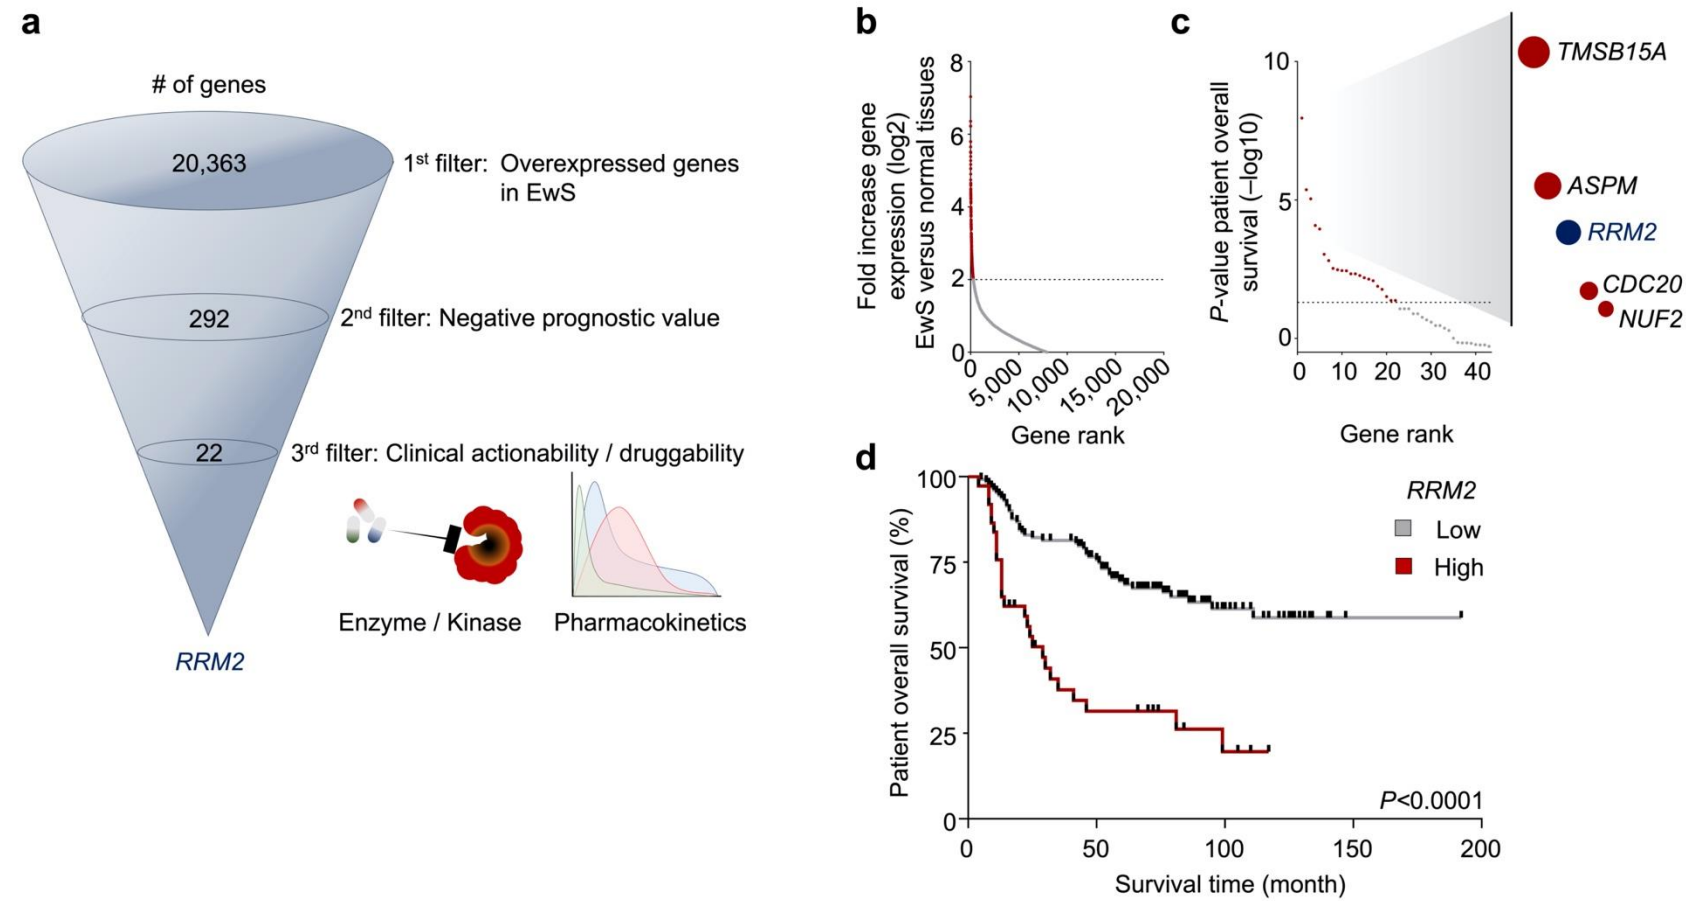 a
# of genes
20,363
1st filter: Overexpressed genes
in EwS
292
2nd filter: Negative prognostic value
22
3rd filter: Clinical actionability / druggability
Enzyme / Kinase
Pharmacokinetics
RRM2
b
Fold increase gene
expression (log2)
EwS versus normal tissues
8
6
4
2
0
0
5,000
10,000
15,000
20,000
Gene rank
c
P-value patient overall
survival (–log10)
10
5
0
0
10
20
30
40
Gene rank
TMSB15A
ASPM
RRM2
CDC20
NUF2
d
Patient overall survival (%)
100
75
50
25
0
0
50
100
150
200
Survival time (month)
RRM2
Low
High
P<0.0001